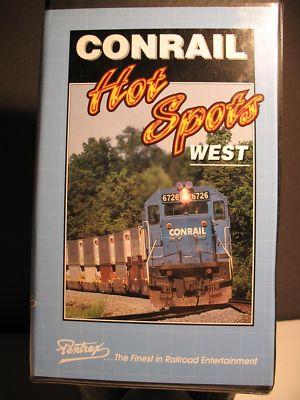 CONRAIL
Hot
Spots
WEST
6726 6726
CONRAIL
Pentrex
...The Finest in Railroad Entertainment